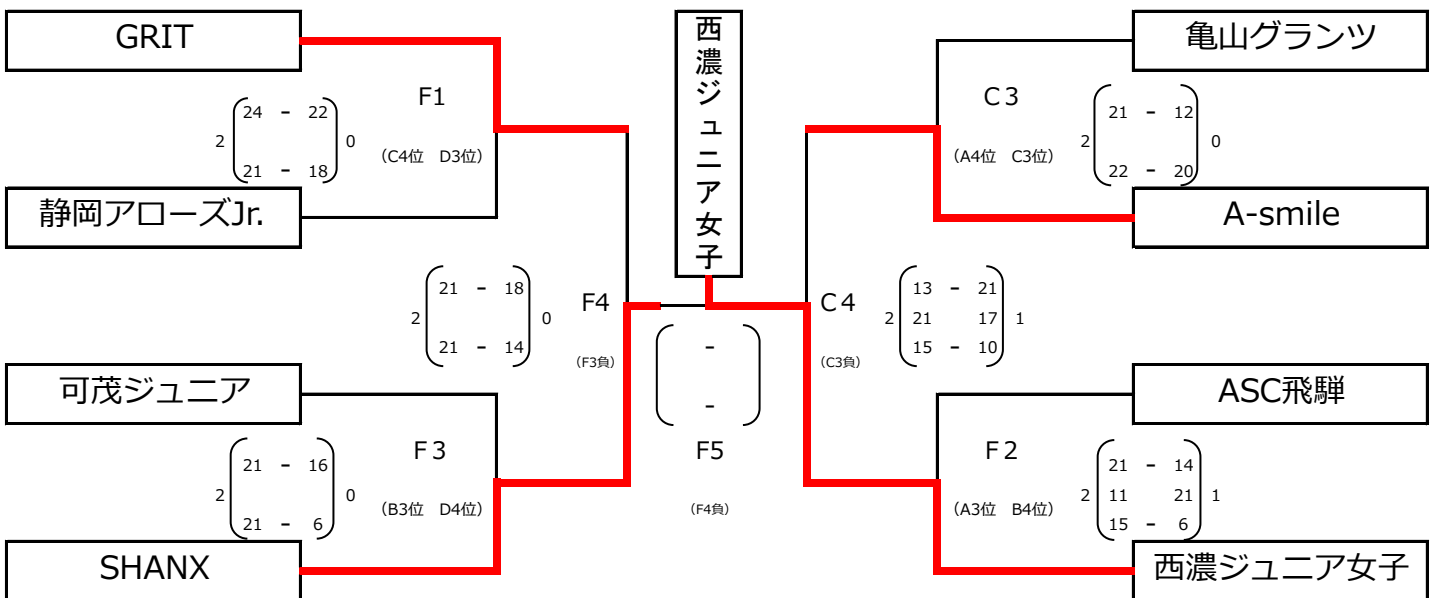 GRIT
西濃ジュニア女子
亀山グランツ
F1
C３
24 - 22
2 0
21 - 18
(C4位 D3位)
21 - 12
2 0
22 - 20
(A4位 C3位)
静岡アローズJr.
A-smile
21 - 18
2 0
21 - 14
F4
(F3負)
C４
(C3負)
13 - 21
2 21 17 1
15 - 10
-
-
F5
(F4負)
可茂ジュニア
ASC飛騨
F３
21 - 16
2 0
21 - 6
(B3位 D4位)
F２
21 - 14
2 11 21 1
15 - 6
(A3位 B4位)
SHANX
西濃ジュニア女子